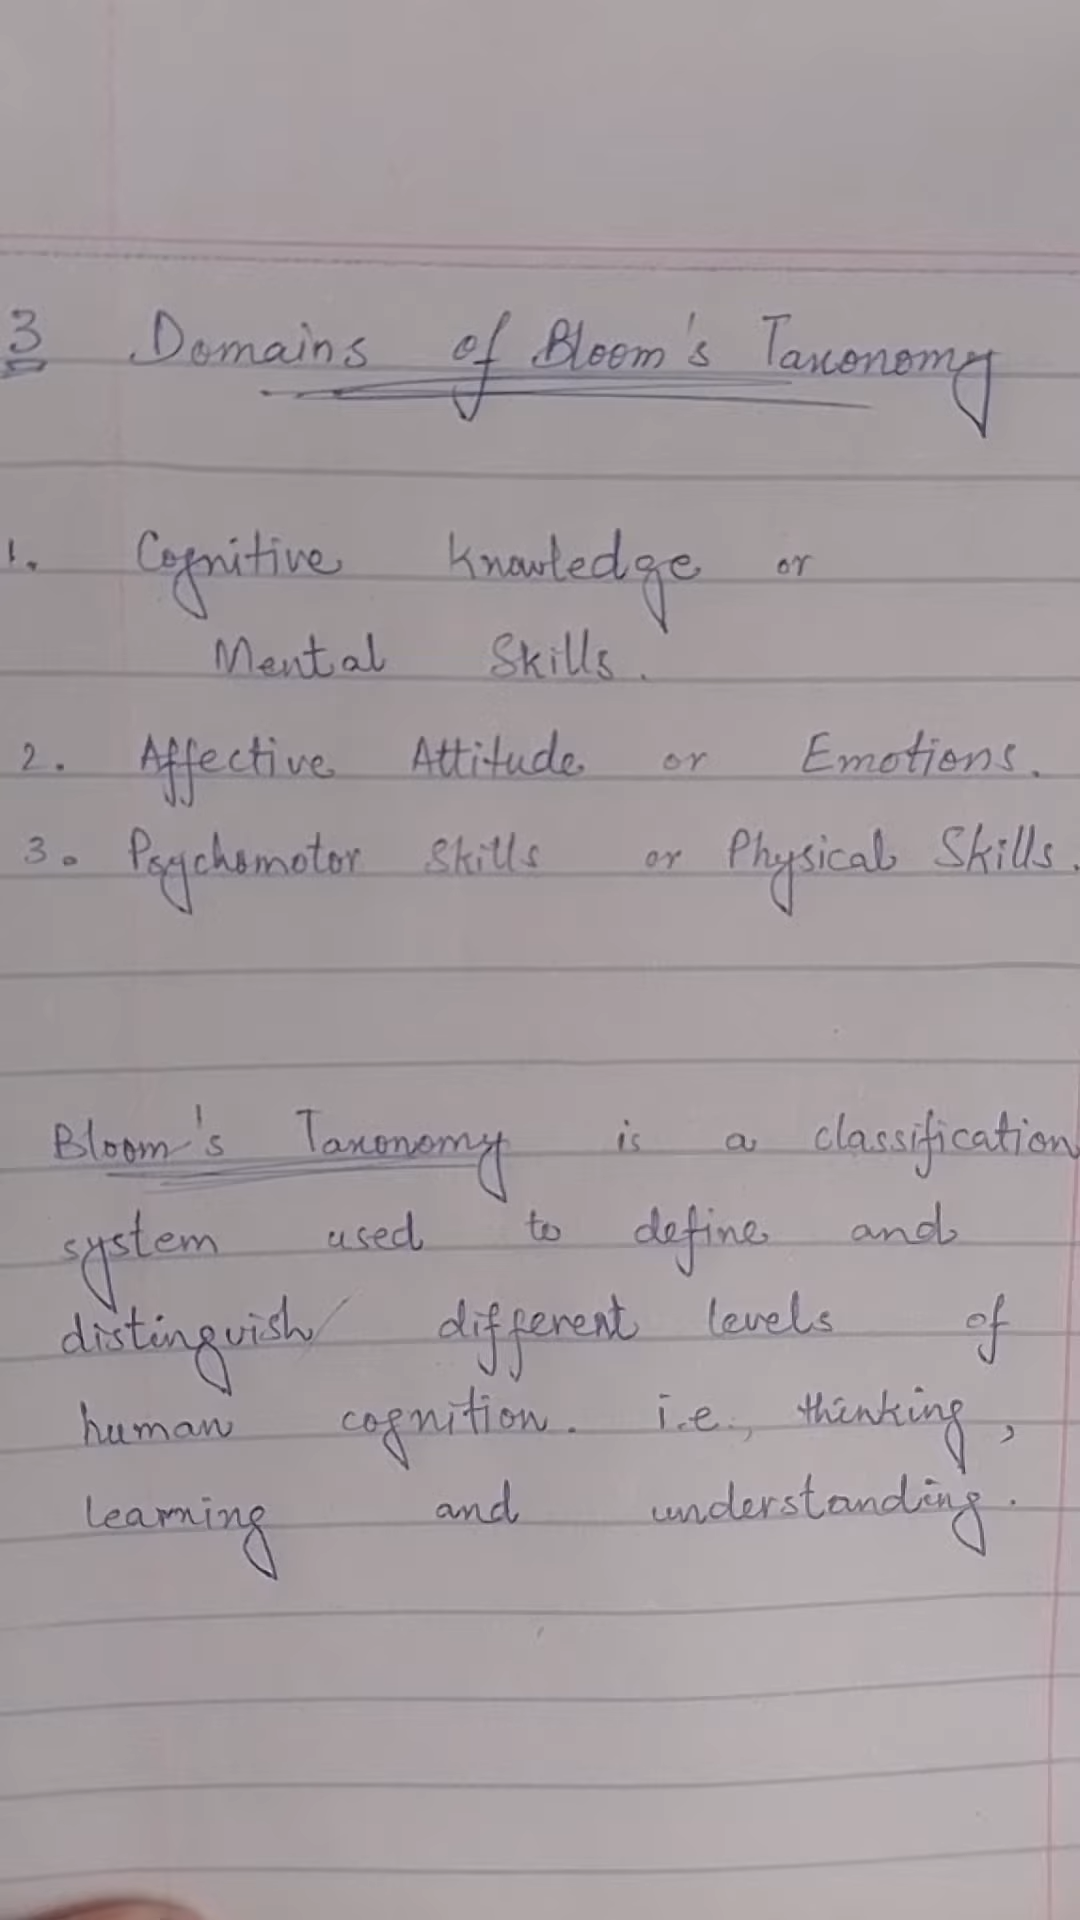 3 Domains of Bloom's Taxonomy
1. Cognitive Knowledge or
Mental Skills.
2. Affective Attitude or Emotions.
3. Psychomotor Skills or Physical Skills.
Bloom's Taxonomy is a classification
system used to define and
distinguish different levels of
human cognition. i.e., thinking,
learning and understanding.